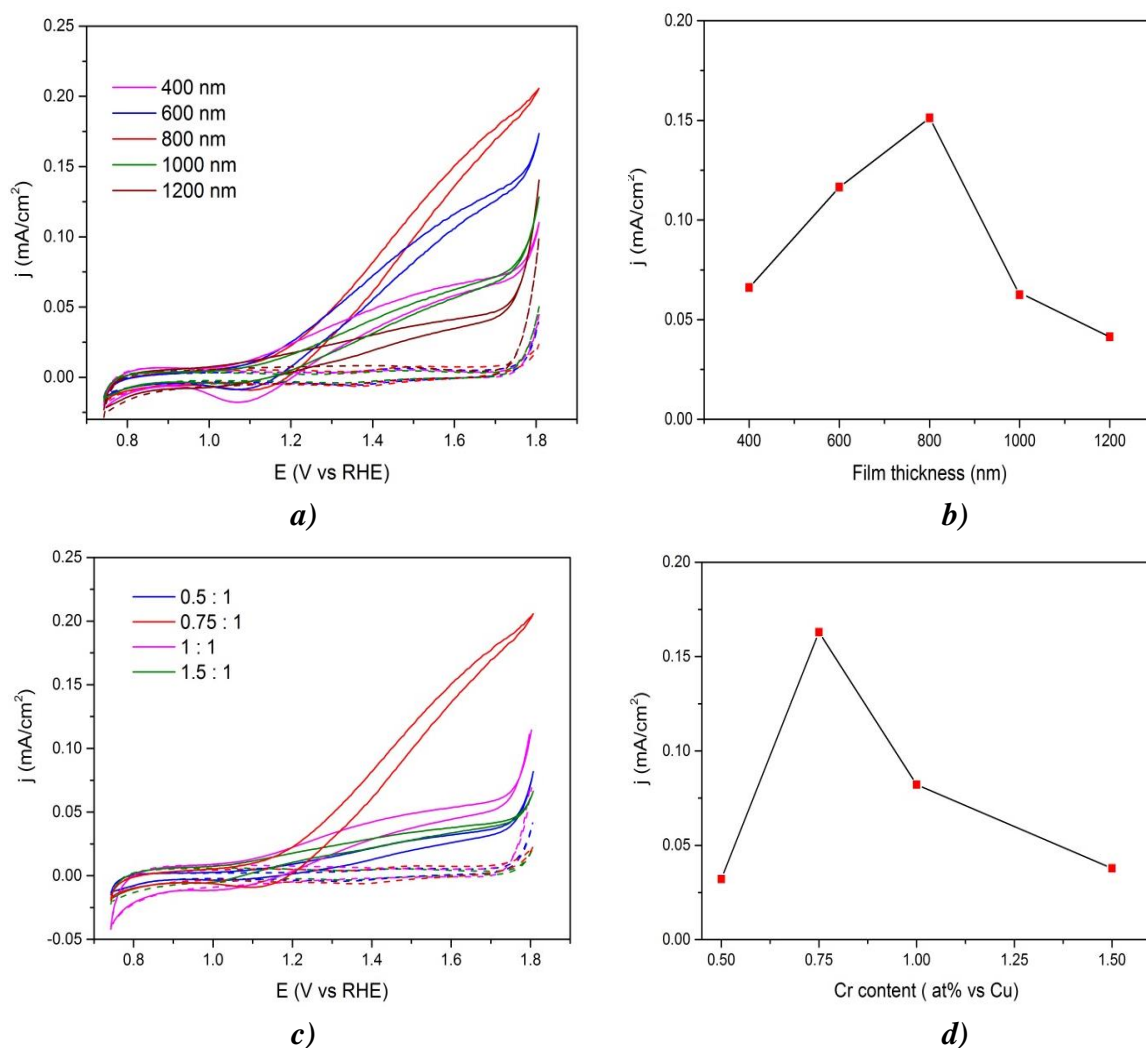 0.25
0.20
0.15
0.10
0.05
0.00
j (mA/cm²)
400 nm
600 nm
800 nm
1000 nm
1200 nm
0.8 1.0 1.2 1.4 1.6 1.8
E (V vs RHE)
a)
0.20
0.15
0.10
0.05
0.00
j (mA/cm²)
400 600 800 1000 1200
Film thickness (nm)
b)
0.25
0.20
0.15
0.10
0.05
0.00
-0.05
j (mA/cm²)
0.5 : 1
0.75 : 1
1 : 1
1.5 : 1
0.8 1.0 1.2 1.4 1.6 1.8
E (V vs RHE)
c)
0.20
0.15
0.10
0.05
0.00
j (mA/cm²)
0.50 0.75 1.00 1.25 1.50
Cr content ( at% vs Cu)
d)